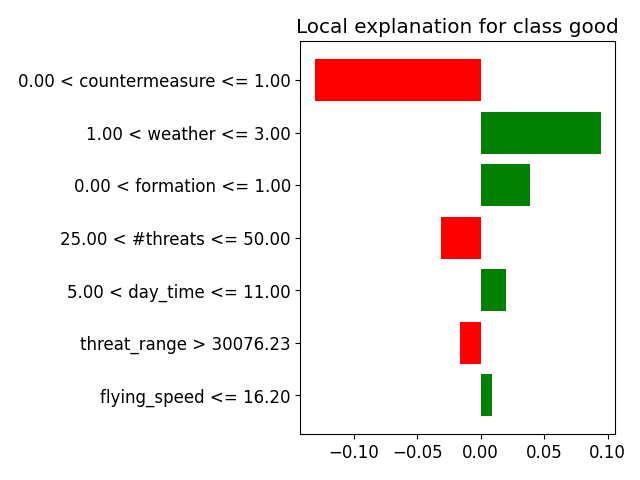 Local explanation for class good
0.00 < countermeasure <= 1.00
1.00 < weather <= 3.00
0.00 < formation <= 1.00
25.00 < #threats <= 50.00
5.00 < day_time <= 11.00
threat_range > 30076.23
flying_speed <= 16.20
−0.10 −0.05 0.00 0.05 0.10